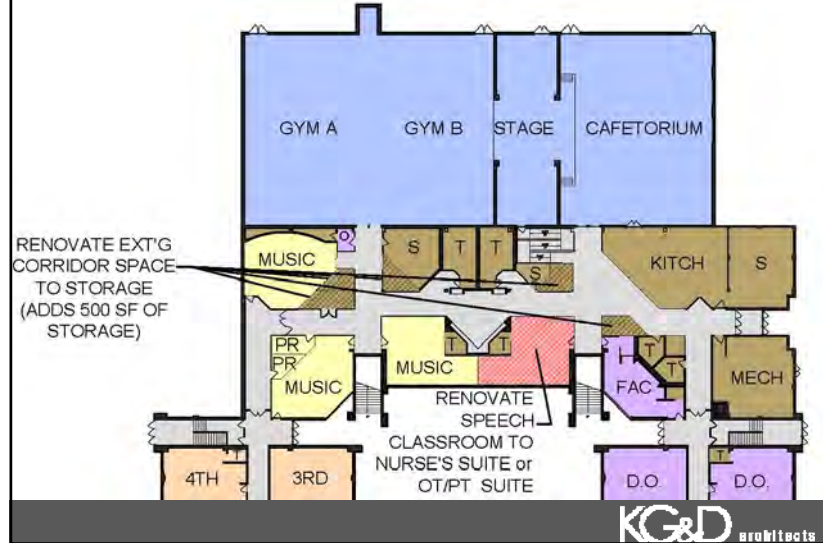 GYM A
GYM B
STAGE
CAFETORIUM
RENOVATE EXT'G
CORRIDOR SPACE
TO STORAGE
(ADDS 500 SF OF
STORAGE)
MUSIC
O
S
T
T
S
KITCH
S
PR
PR
MUSIC
MUSIC
T
T
FAC
T
T
MECH
RENOVATE
SPEECH
CLASSROOM TO
NURSE'S SUITE or
OT/PT SUITE
4TH
T
3RD
D.O.
T
D.O.
KG&D architects